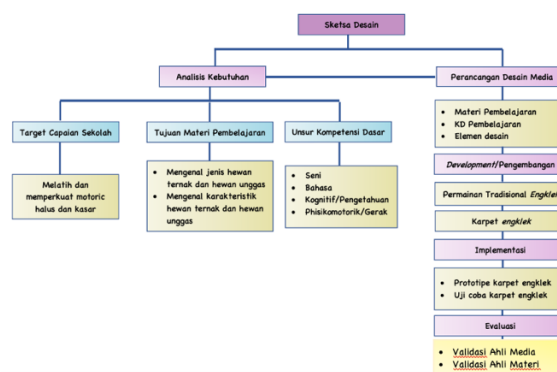 Sketsa Desain
Analisis Kebutuhan
Perancangan Desain Media
Target Capaian Sekolah
Tujuan Materi Pembelajaran
Unsur Kompetensi Dasar
Melatih dan
memperkuat motoric
halus dan kasar
• Mengenal jenis hewan
ternak dan hewan unggas
• Mengenal karakteristik
hewan ternak dan hewan
unggas
• Seni
• Bahasa
• Kognitif/Pengetahuan
• Phisikomotorik/Gerak
• Materi Pembelajaran
• KD Pembelajaran
• Elemen desain
Development/Pengembangan
Permainan Tradisional Engklek
Karpet engklek
Implementasi
• Prototipe karpet engklek
• Uji coba karpet engklek
Evaluasi
• Validasi Ahli Media
• Validasi Ahli Materi